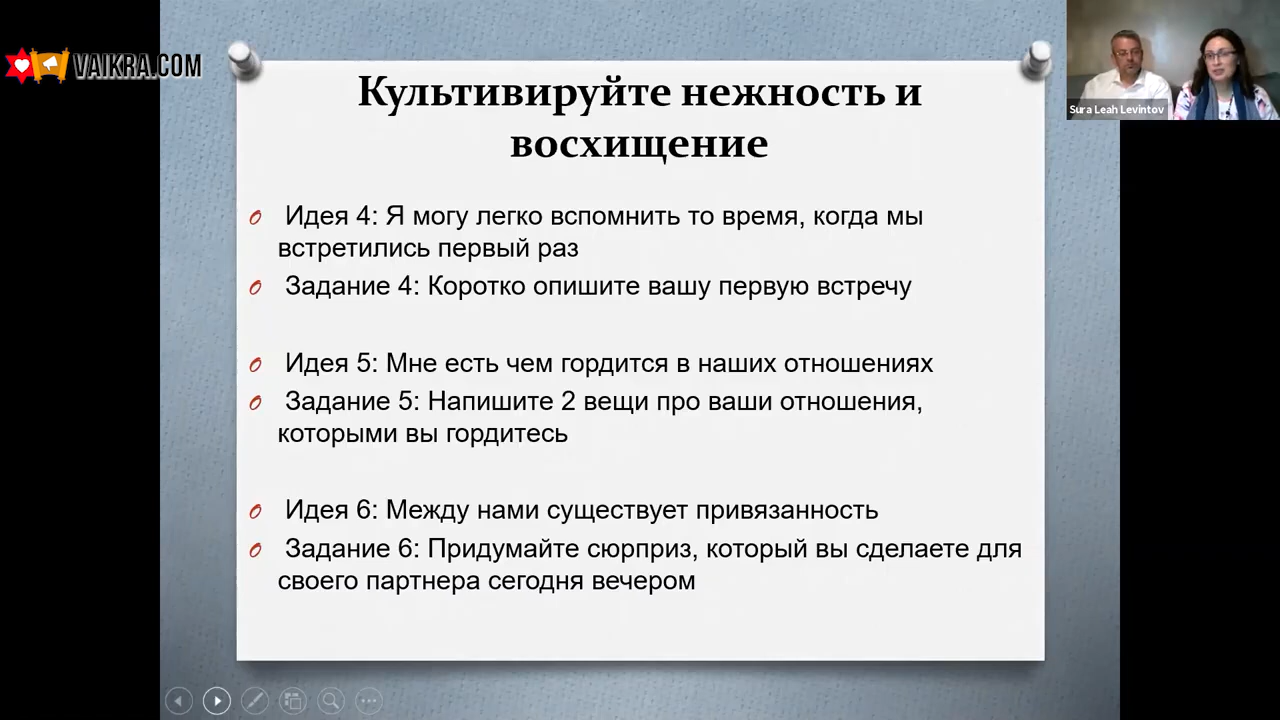 VAIKRA.COM
Sura Leah Levintov
Культивируйте нежность и
восхищение
Идея 4: Я могу легко вспомнить то время, когда мы
встретились первый раз
Задание 4: Коротко опишите вашу первую встречу
Идея 5: Мне есть чем гордится в наших отношениях
Задание 5: Напишите 2 вещи про ваши отношения,
которыми вы гордитесь
Идея 6: Между нами существует привязанность
Задание 6: Придумайте сюрприз, который вы сделаете для
своего партнера сегодня вечером